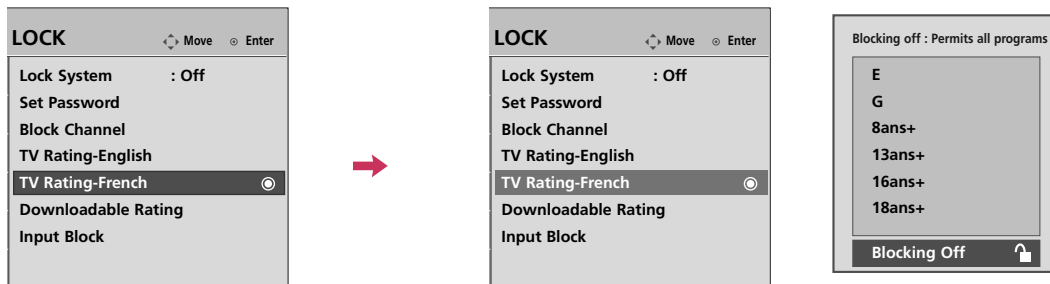 LOCK Move Enter
Lock System : Off
Set Password
Block Channel
TV Rating-English
TV Rating-French
Downloadable Rating
Input Block
LOCK Move Enter
Lock System : Off
Set Password
Block Channel
TV Rating-English
TV Rating-French
Downloadable Rating
Input Block
Blocking off : Permits all programs
E
G
8ans+
13ans+
16ans+
18ans+
Blocking Off